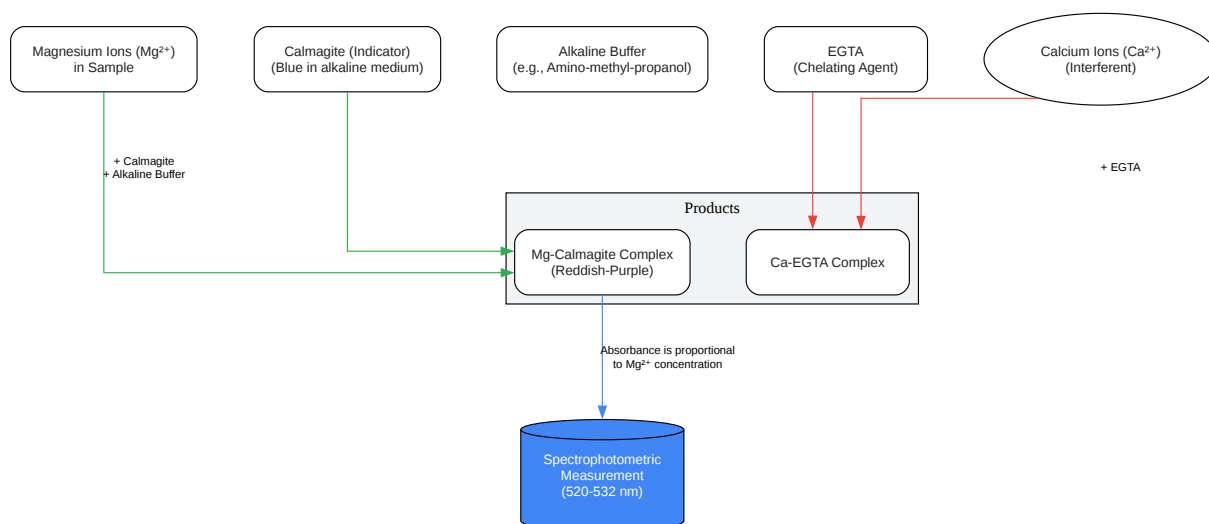 Magnesium Ions (Mg²⁺)
in Sample
Calmagite (Indicator)
(Blue in alkaline medium)
Alkaline Buffer
(e.g., Amino-methyl-propanol)
EGTA
(Chelating Agent)
Calcium Ions (Ca²⁺)
(Interferent)
+ Calmagite
+ Alkaline Buffer
+ EGTA
Products
Mg-Calmagite Complex
(Reddish-Purple)
Ca-EGTA Complex
Absorbance is proportional
to Mg²⁺ concentration
Spectrophotometric
Measurement
(520-532 nm)